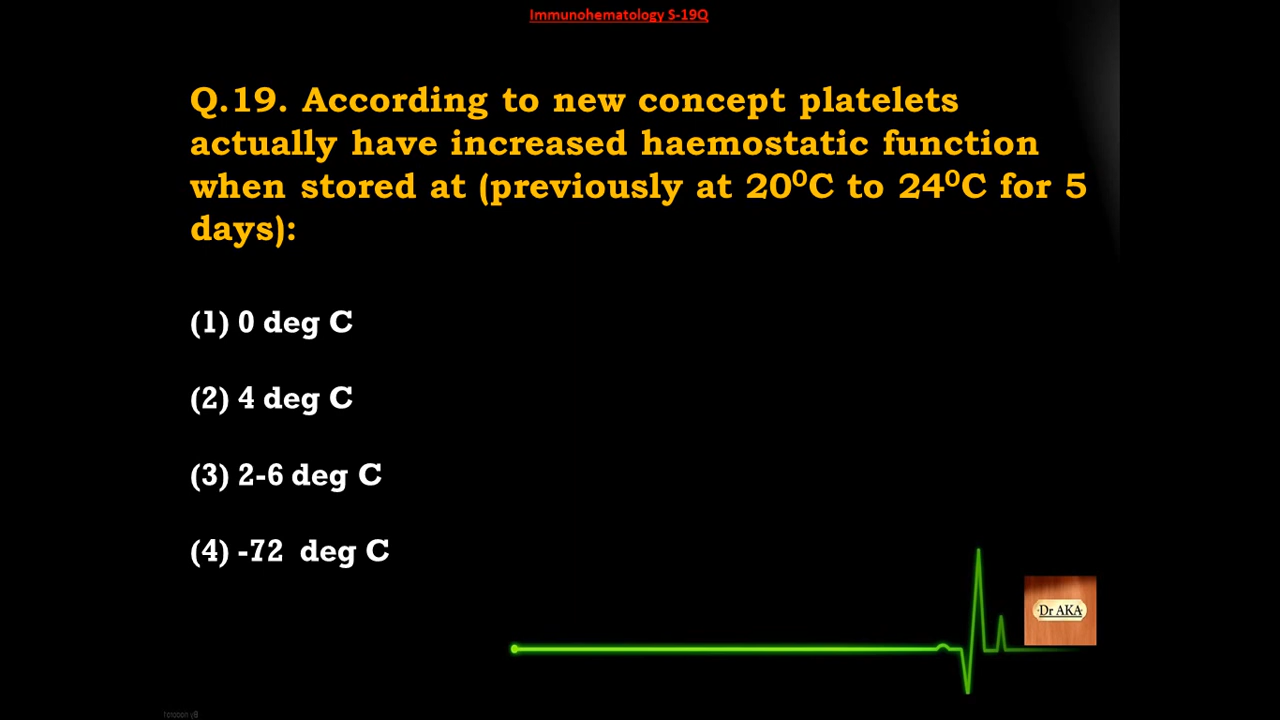 Immunohematology S-19Q
Q.19. According to new concept platelets
actually have increased haemostatic function
when stored at (previously at 20⁰C to 24⁰C for 5
days):
(1) 0 deg C
(2) 4 deg C
(3) 2-6 deg C
(4) -72 deg C
Dr AKA